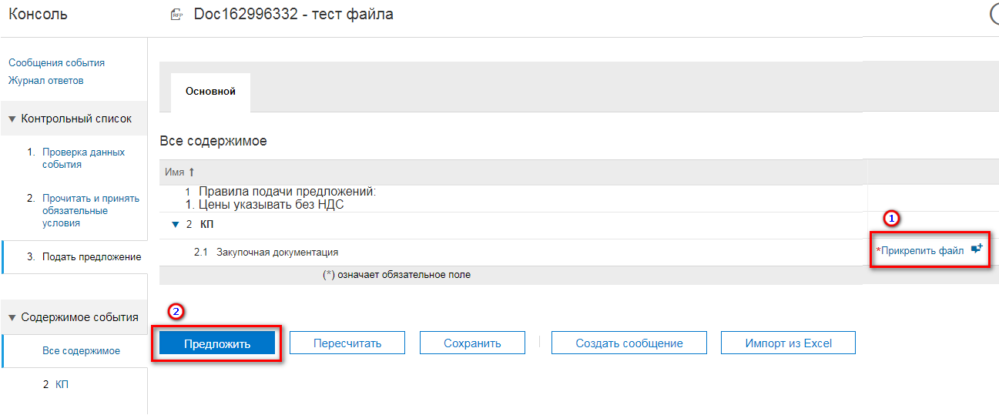 Консоль
RFP Doc162996332 - тест файла
Сообщения события
Журнал ответов
Контрольный список
1. Проверка данных
события
2. Прочитать и принять
обязательные
условия
3. Подать предложение
Содержимое события
Все содержимое
2 КП
Основной
Все содержимое
Имя ↑
1 Правила подачи предложений:
1. Цены указывать без НДС
2 КП
1
2.1 Закупочная документация
*Прикрепить файл
(*) означает обязательное поле
2
Предложить
Пересчитать
Сохранить
Создать сообщение
Импорт из Excel